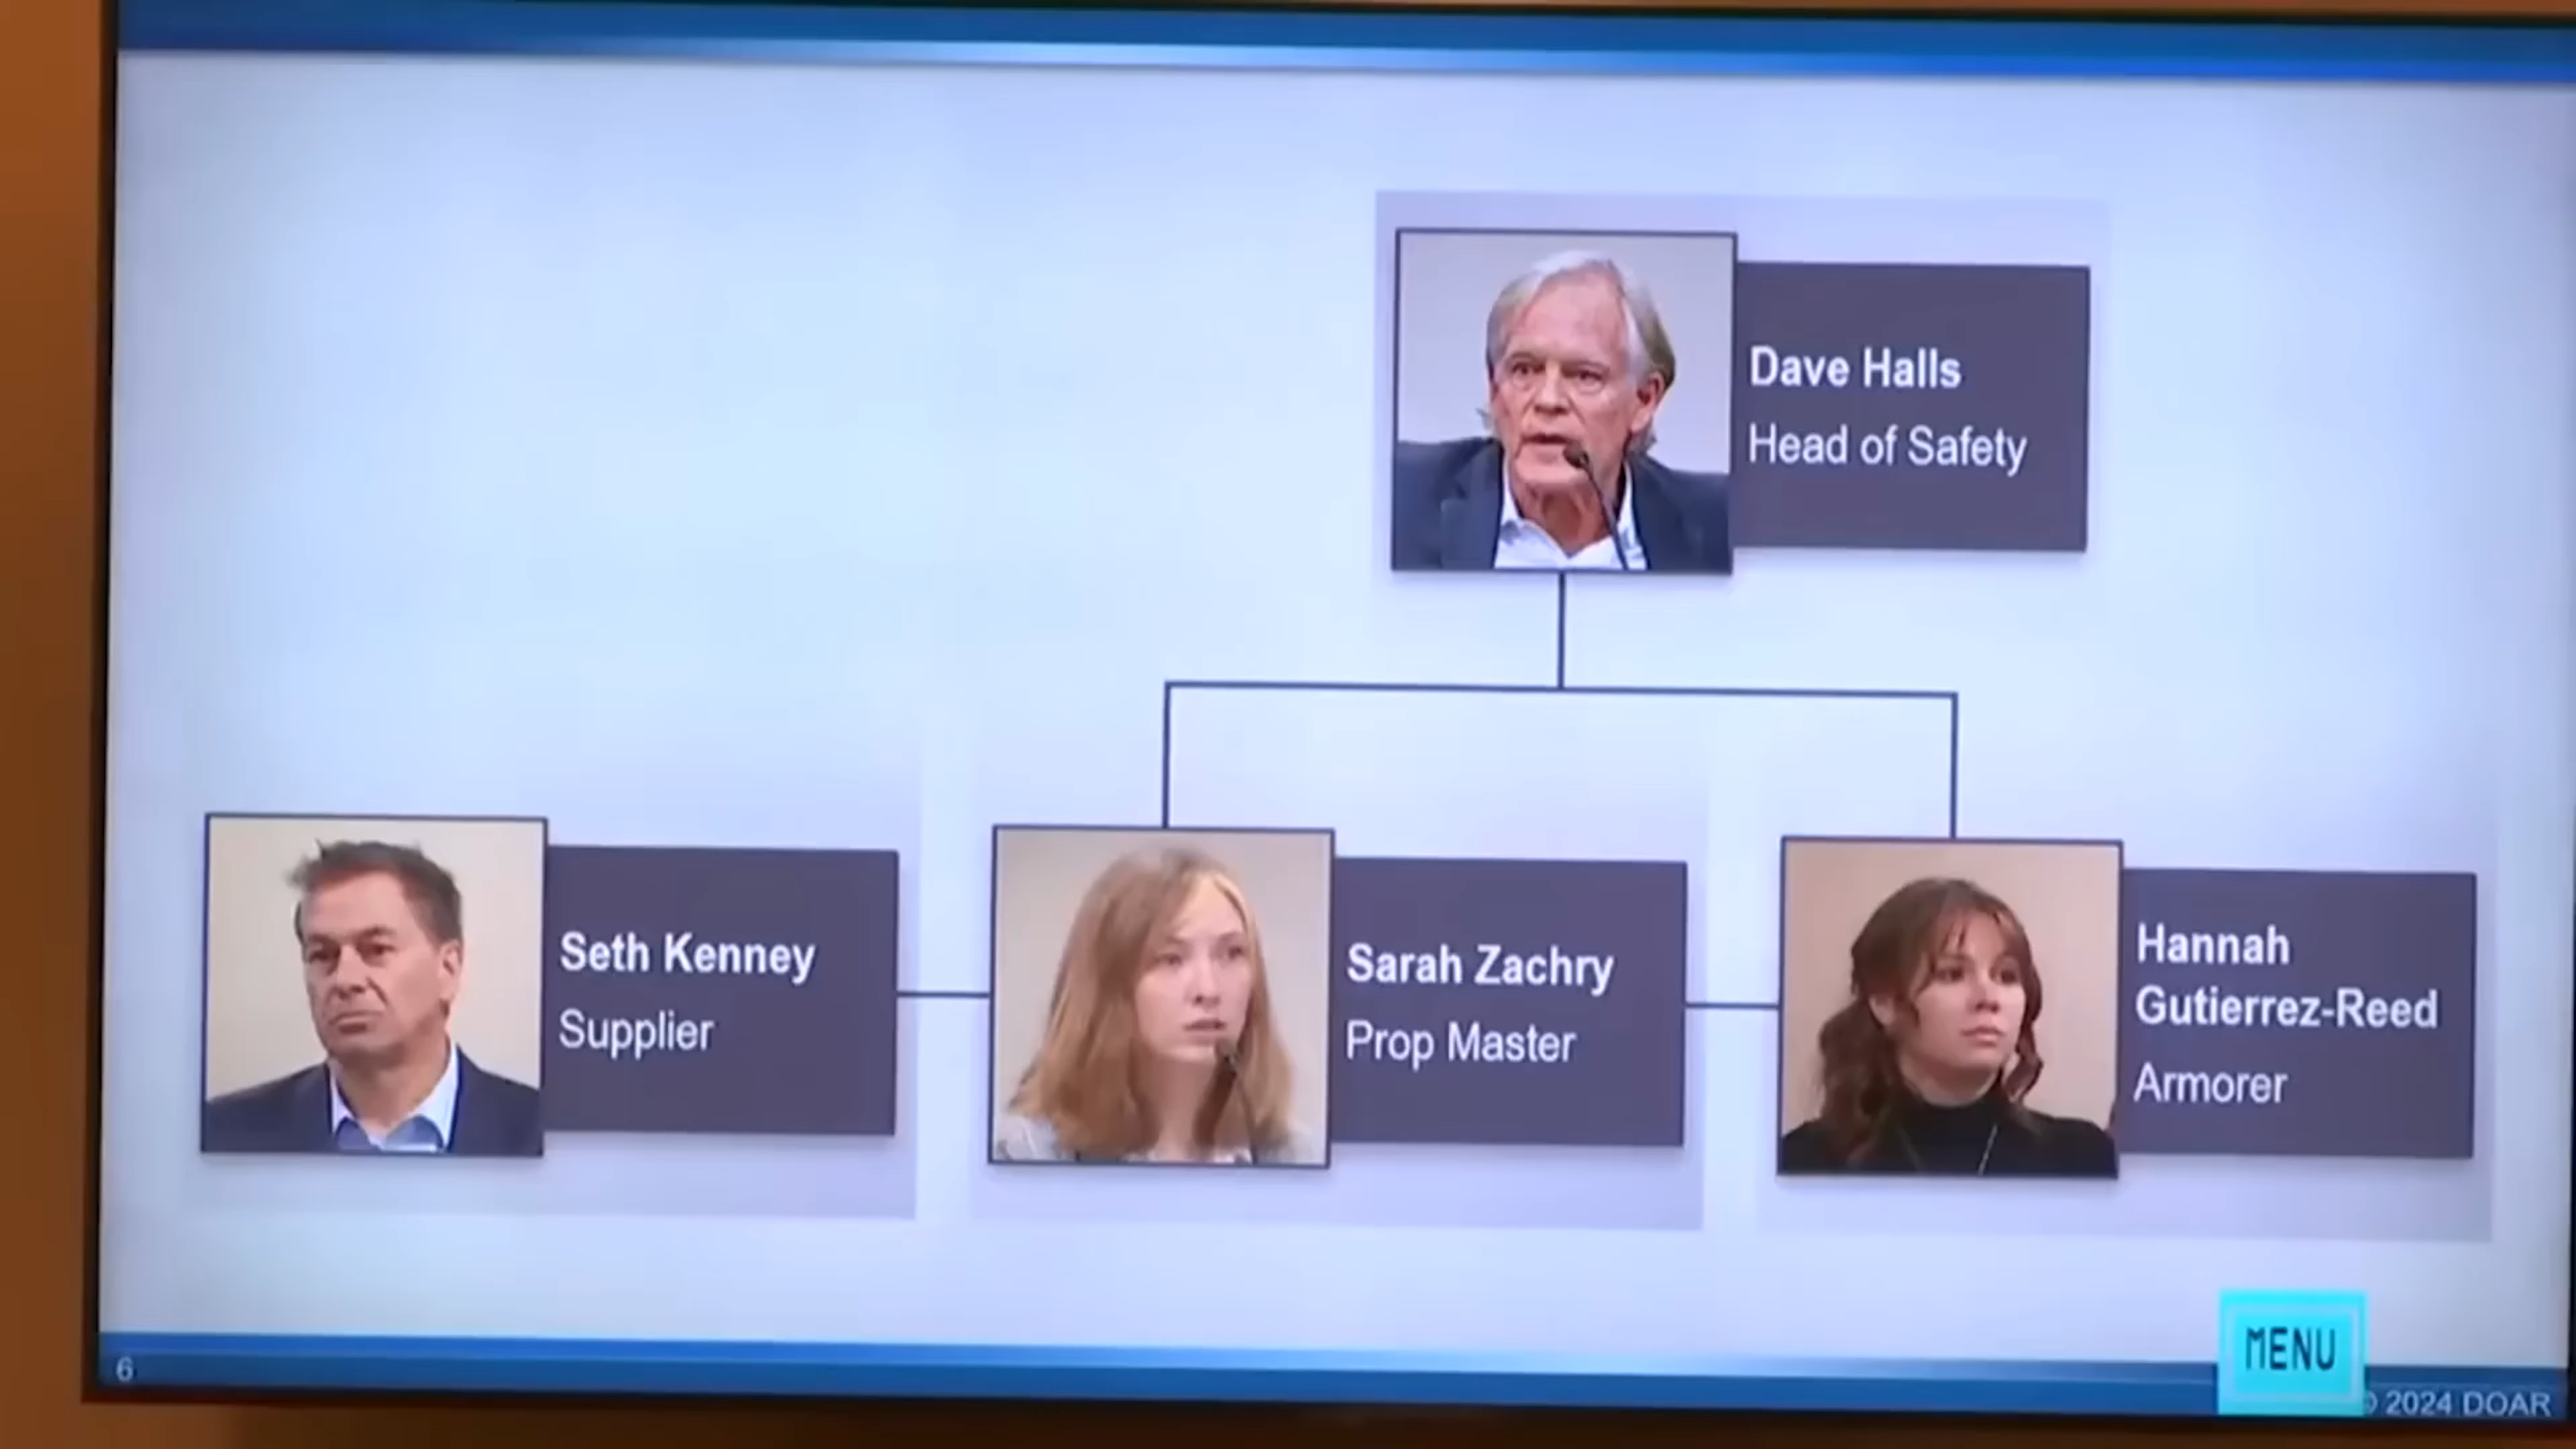 Dave Halls
Head of Safety
Seth Kenney
Supplier
Sarah Zachry
Prop Master
Hannah
Gutierrez-Reed
Armorer
MENU
6
© 2024 DOAR